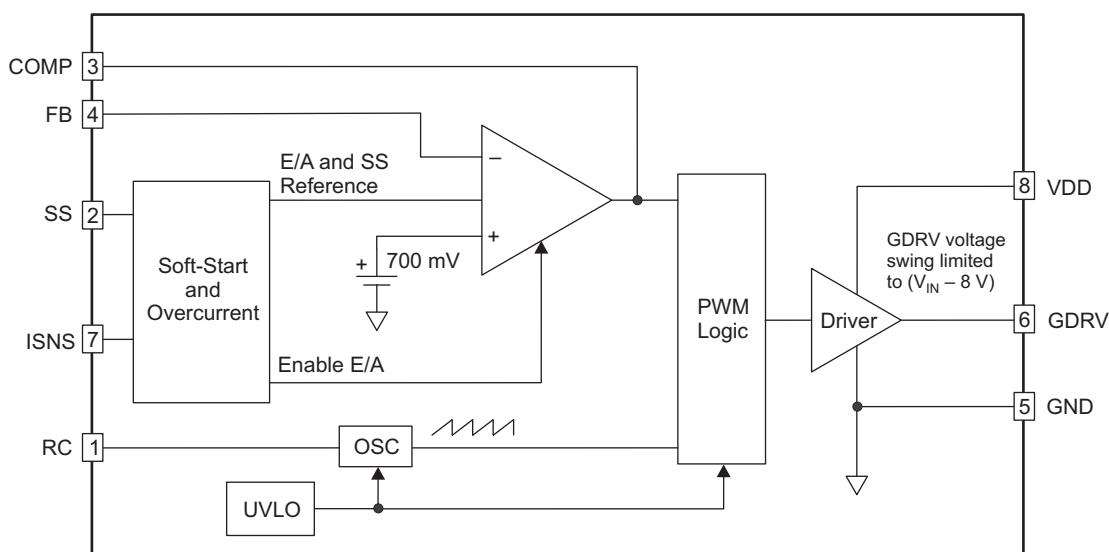 COMP 3
FB 4
E/A and SS
Reference
SS 2
8 VDD
GDRV voltage
swing limited
to (VIN – 8 V)
–
+
+ 700 mV
Soft-Start
and
Overcurrent
PWM
Logic
Driver
6 GDRV
ISNS 7
Enable E/A
5 GND
RC 1
OSC
UVLO